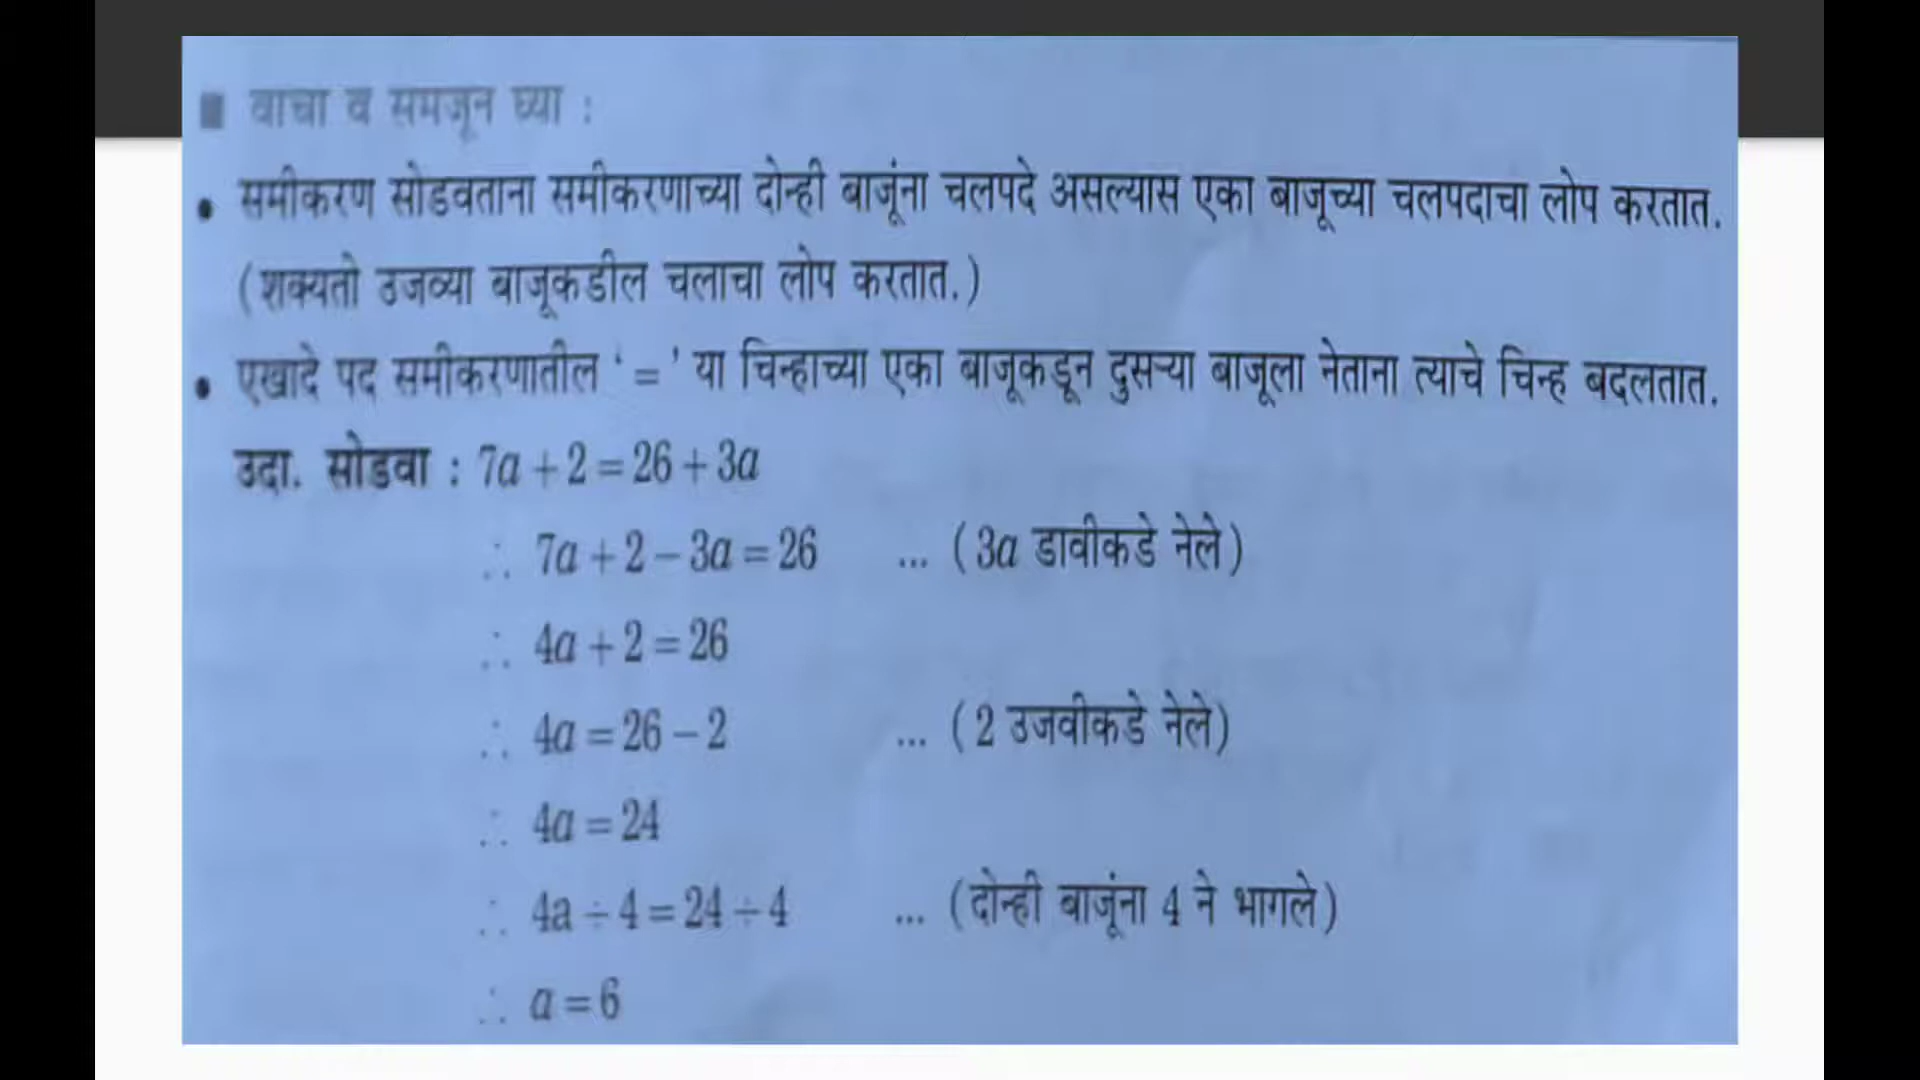 ■ वाचा व समजून घ्या :
• समीकरण सोडवताना समीकरणाच्या दोन्ही बाजूंना चलपदे असल्यास एका बाजूच्या चलपदाचा लोप करतात.
(शक्यतो उजव्या बाजूकडील चलाचा लोप करतात.)
• एखादे पद समीकरणातील ' = ' या चिन्हाच्या एका बाजूकडून दुसऱ्या बाजूला नेताना त्याचे चिन्ह बदलतात.
उदा. सोडवा : 7a + 2 = 26 + 3a
∴ 7a + 2 − 3a = 26 ... (3a डावीकडे नेले)
∴ 4a + 2 = 26
∴ 4a = 26 − 2 ... (2 उजवीकडे नेले)
∴ 4a = 24
∴ 4a ÷ 4 = 24 ÷ 4 ... (दोन्ही बाजूंना 4 ने भागले)
∴ a = 6